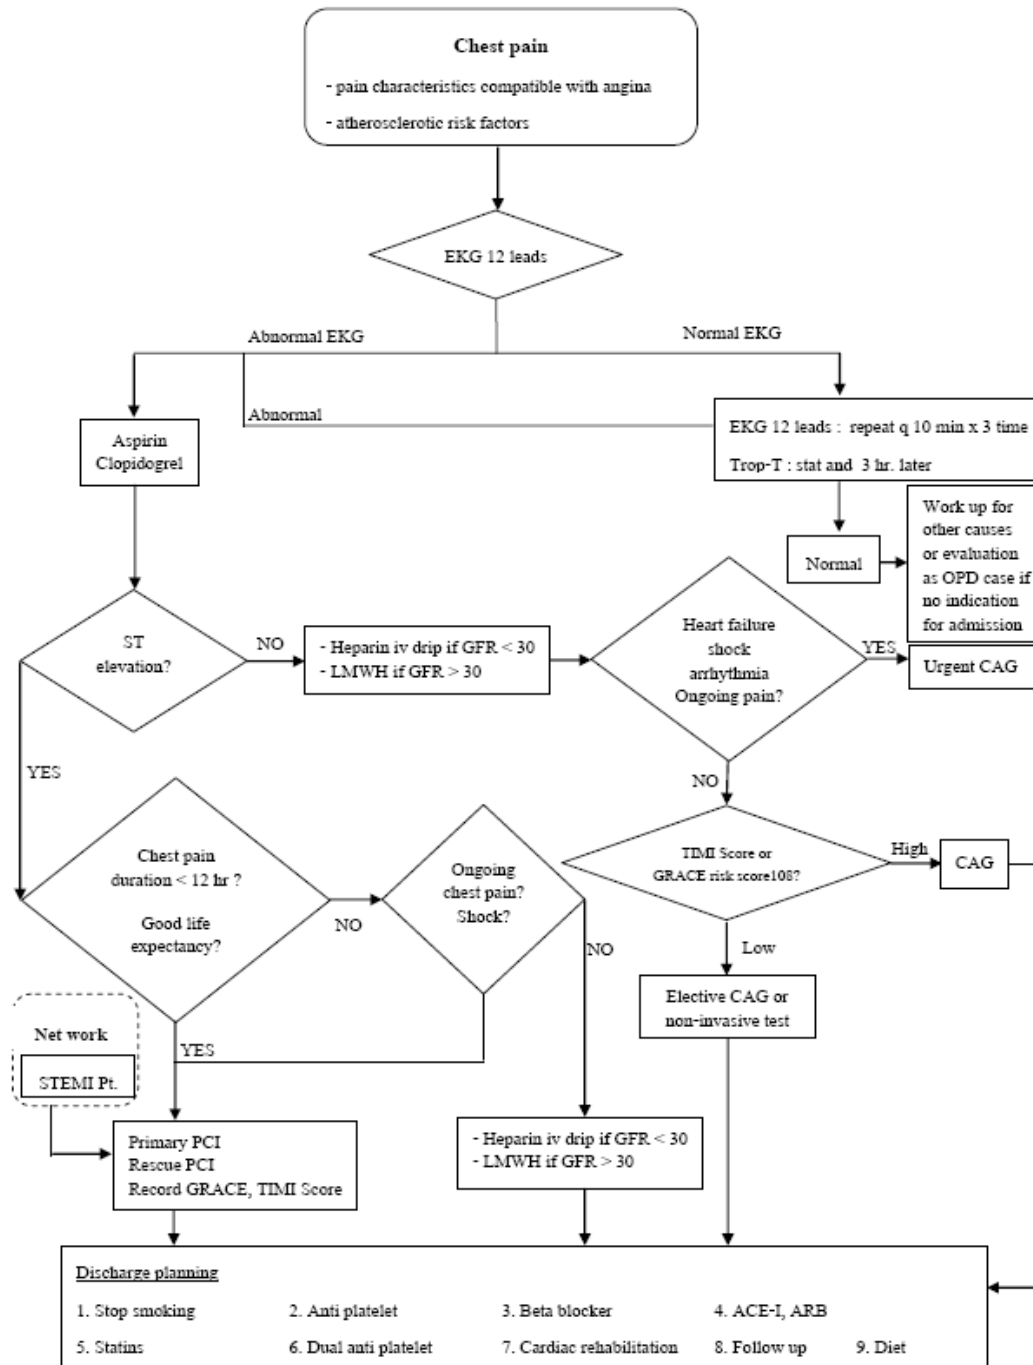 Chest pain
- pain characteristics compatible with angina
- atherosclerotic risk factors
EKG 12 leads
Abnormal EKG
Normal EKG
Abnormal
Aspirin
Clopidogrel
EKG 12 leads : repeat q 10 min x 3 time
Trop-T : stat and 3 hr. later
Normal
Work up for
other causes
or evaluation
as OPD case if
no indication
for admission
ST
elevation?
NO
- Heparin iv drip if GFR < 30
- LMWH if GFR > 30
Heart failure
shock
arrhythmia
Ongoing pain?
YES
Urgent CAG
YES
NO
Chest pain
duration < 12 hr ?
Good life
expectancy?
NO
Ongoing
chest pain?
Shock?
NO
TIMI Score or
GRACE risk score108?
High
CAG
Low
Elective CAG or
non-invasive test
Net work
STEMI Pt.
YES
Primary PCI
Rescue PCI
Record GRACE, TIMI Score
- Heparin iv drip if GFR < 30
- LMWH if GFR > 30
Discharge planning
1. Stop smoking 2. Anti platelet 3. Beta blocker 4. ACE-I, ARB
5. Statins 6. Dual anti platelet 7. Cardiac rehabilitation 8. Follow up 9. Diet